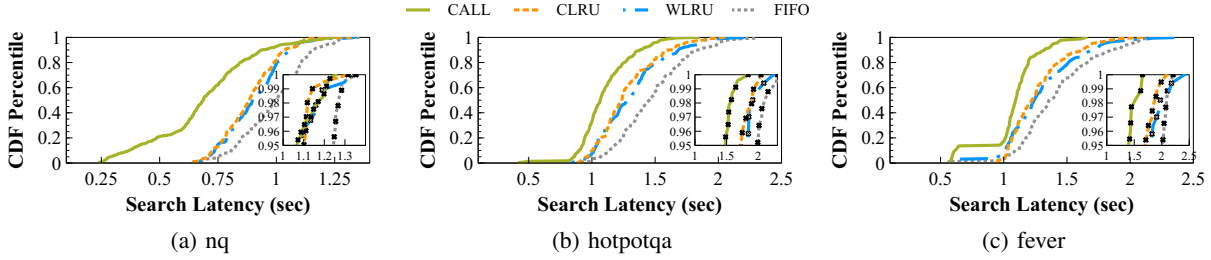 CALL CLRU WLRU FIFO
CDF Percentile
1
0.8
0.6
0.4
0.2
0
0.25 0.5 0.75 1 1.25
Search Latency (sec)
1
0.99
0.98
0.97
0.96
0.95
1 1.1 1.2 1.3
(a) nq
CDF Percentile
1
0.8
0.6
0.4
0.2
0
0.5 1 1.5 2 2.5
Search Latency (sec)
1
0.99
0.98
0.97
0.96
0.95
1 1.5 2
(b) hotpotqa
CDF Percentile
1
0.8
0.6
0.4
0.2
0
0.5 1 1.5 2 2.5
Search Latency (sec)
1
0.99
0.98
0.97
0.96
0.95
1 1.5 2 2.5
(c) fever